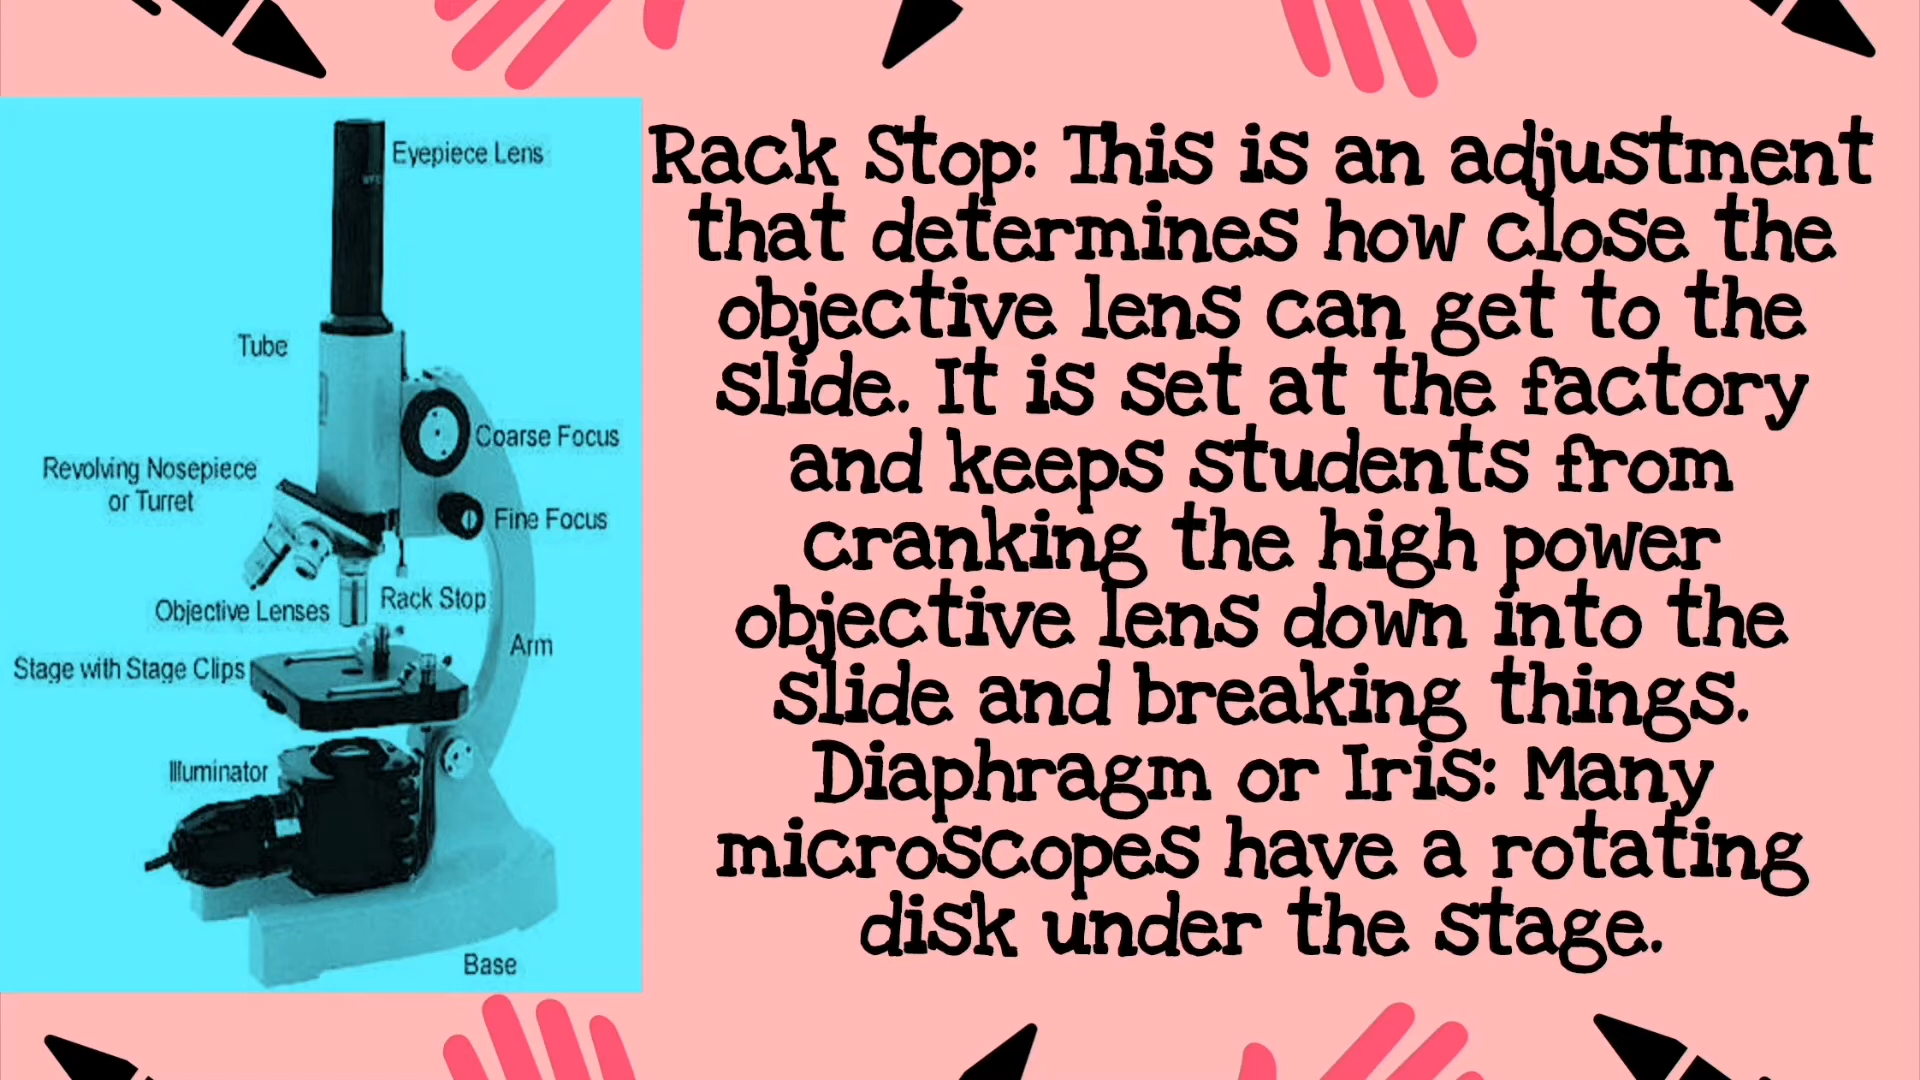 Eyepiece Lens
Tube
Coarse Focus
Revolving Nosepiece
or Turret
Fine Focus
Rack Stop
Objective Lenses
Arm
Stage with Stage Clips
Illuminator
Base
Rack Stop: This is an adjustment
that determines how close the
objective lens can get to the
slide. It is set at the factory
and keeps students from
cranking the high power
objective lens down into the
slide and breaking things.
Diaphragm or Iris: Many
microscopes have a rotating
disk under the stage.